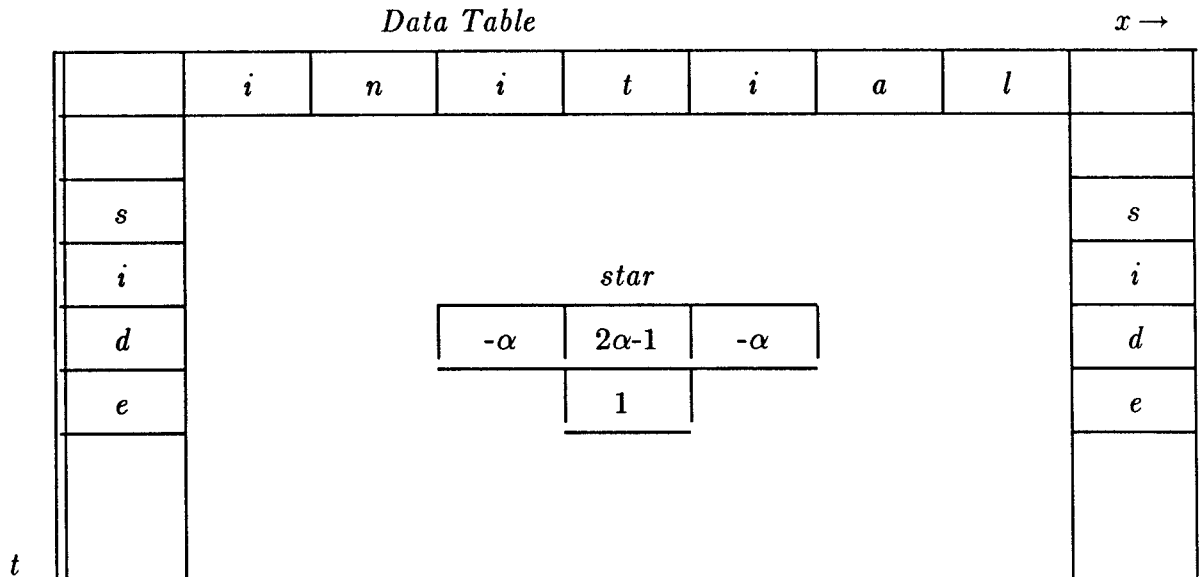 Data Table x →
i n i t i a l
s s
i star i
d -α 2α-1 -α d
e 1 e
t